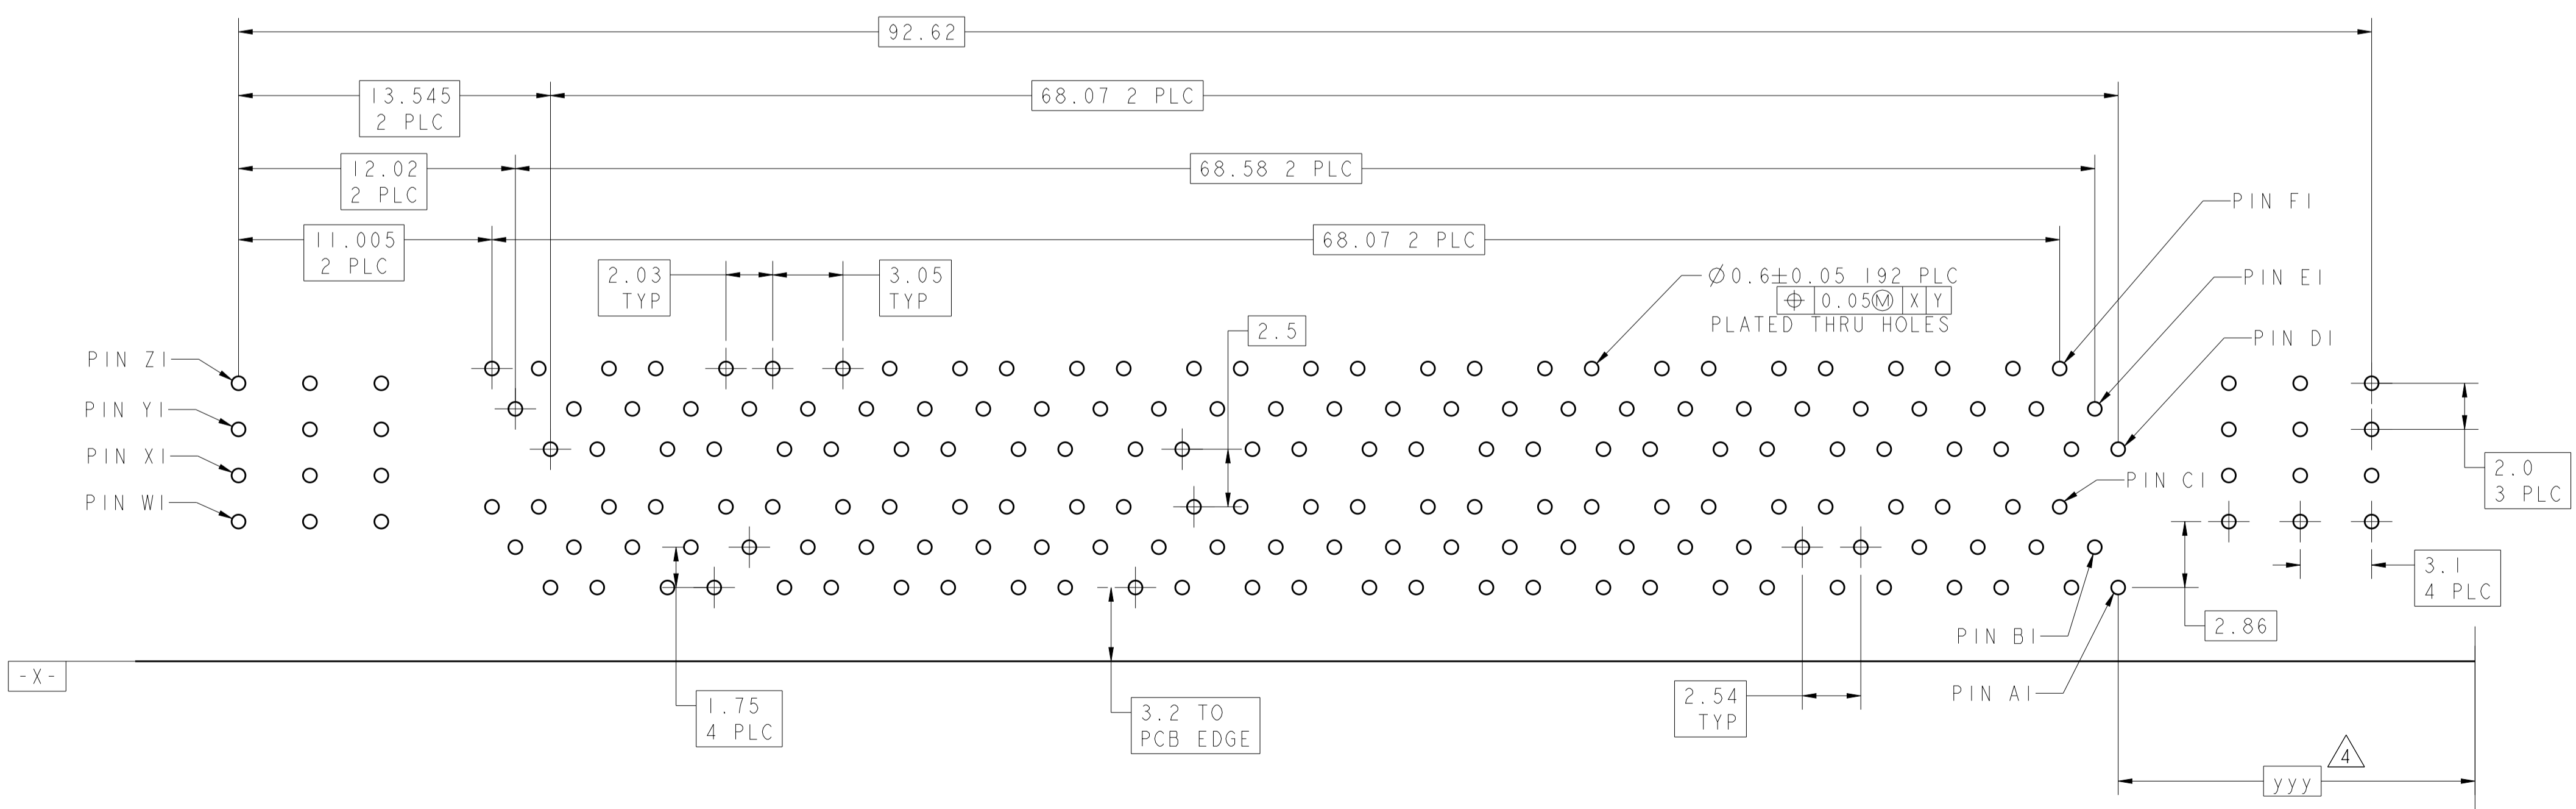 92.62
13.545
2 PLC
68.07 2 PLC
12.02
2 PLC
68.58 2 PLC
PIN F1
11.005
2 PLC
68.07 2 PLC
2.03
TYP
3.05
TYP
Ø0.6±0.05 192 PLC
⌖ 0.05Ⓜ X Y
PLATED THRU HOLES
PIN E1
2.5
PIN D1
PIN Z1
PIN Y1
PIN X1
PIN W1
PIN C1
2.0
3 PLC
3.1
4 PLC
2.86
PIN B1
-X-
1.75
4 PLC
3.2 TO
PCB EDGE
2.54
TYP
PIN A1
4
yyy